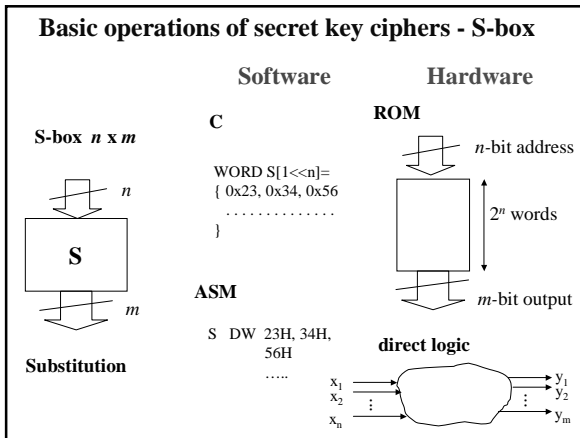 Basic operations of secret key ciphers - S-box
Software
Hardware
S-box n x m
n
S
m
Substitution
C
WORD S[1<<n]=
{ 0x23, 0x34, 0x56
. . . . . . . . . . . . . .
}
ASM
S DW 23H, 34H,
56H
…..
ROM
n-bit address
2ⁿ words
m-bit output
direct logic
x₁
x₂
⋮
xₙ
y₁
y₂
⋮
yₘ